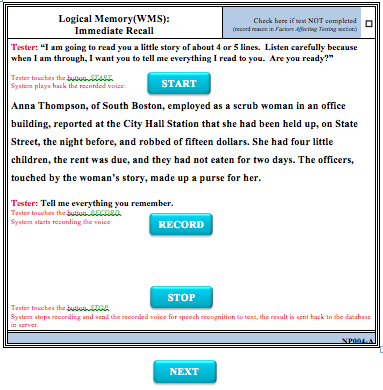 Logical Memory(WMS):
Immediate Recall
Check here if test NOT completed
(record reason in Factors Affecting Testing section)
Tester: “I am going to read you a little story of about 4 or 5 lines. Listen carefully because
when I am through, I want you to tell me everything I read to you. Are you ready?”
Tester touches the button START
System plays back the recorded voice:
START
Anna Thompson, of South Boston, employed as a scrub woman in an office
building, reported at the City Hall Station that she had been held up, on State
Street, the night before, and robbed of fifteen dollars. She had four little
children, the rent was due, and they had not eaten for two days. The officers,
touched by the woman’s story, made up a purse for her.
Tester: Tell me everything you remember.
Tester touches the button RECORD
System starts recording the voice
RECORD
STOP
Tester touches the button STOP
System stops recording and send the recorded voice for speech recognition to text, the result is sent back to the database
in server.
NP004-A
NEXT